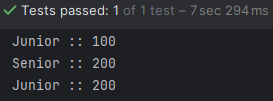 Tests passed: 1 of 1 test – 7 sec 294 ms
Junior :: 100
Senior :: 200
Junior :: 200